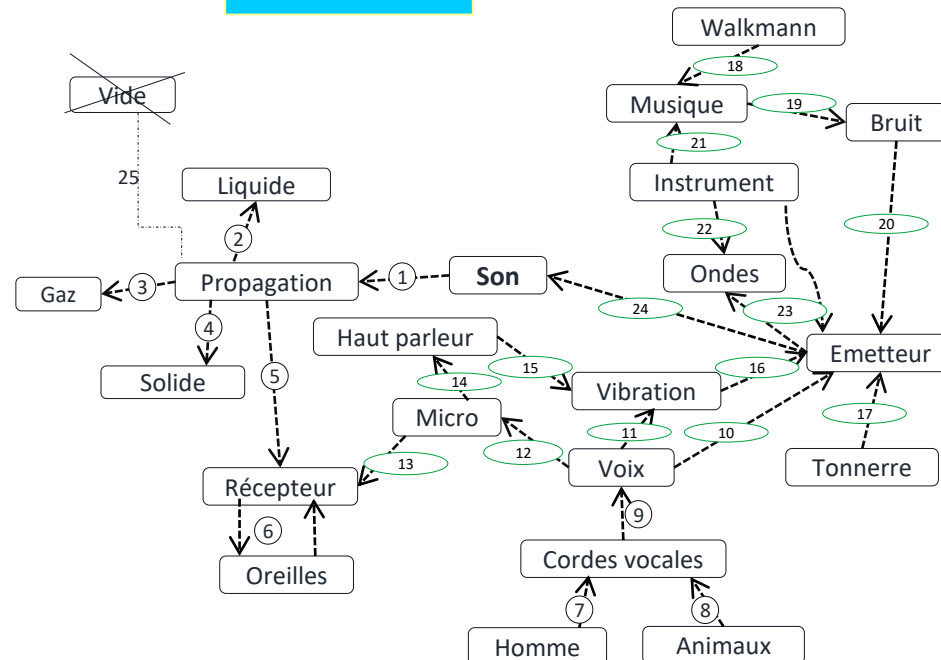 Walkmann
18
Vide
Musique
19
Bruit
21
25
Liquide
Instrument
2
22
20
Gaz
3
Propagation
1
Son
Ondes
24
23
4
Haut parleur
Emetteur
5
15
16
Solide
14
Vibration
Micro
11
10
17
12
13
Voix
Tonnerre
Récepteur
9
6
Cordes vocales
Oreilles
7
8
Homme
Animaux